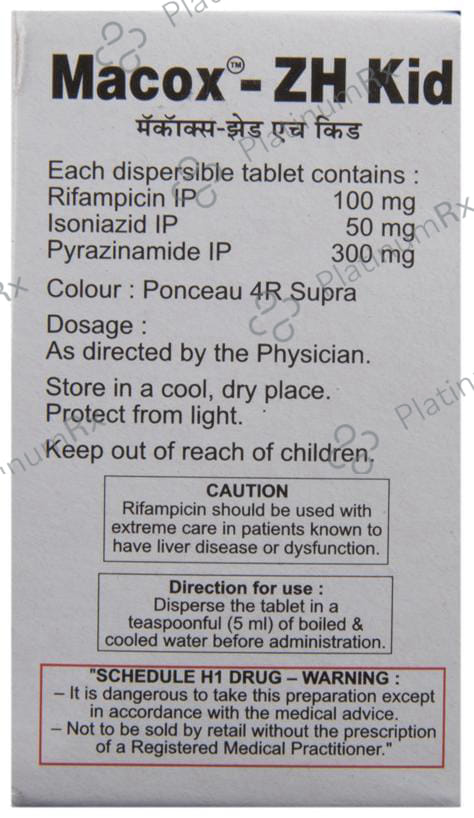 Macox™- ZH Kid
मॅकॉक्स-झेड एच किड
Each dispersible tablet contains :
Rifampicin IP 100 mg
Isoniazid IP 50 mg
Pyrazinamide IP 300 mg
Colour : Ponceau 4R Supra
Dosage :
As directed by the Physician.
Store in a cool, dry place.
Protect from light.
Keep out of reach of children.
CAUTION
Rifampicin should be used with
extreme care in patients known to
have liver disease or dysfunction.
Direction for use :
Disperse the tablet in a
teaspoonful (5 ml) of boiled &
cooled water before administration.
"SCHEDULE H1 DRUG – WARNING :
– It is dangerous to take this preparation except
in accordance with the medical advice.
– Not to be sold by retail without the prescription
of a Registered Medical Practitioner."
PlatinumRx
PlatinumRx